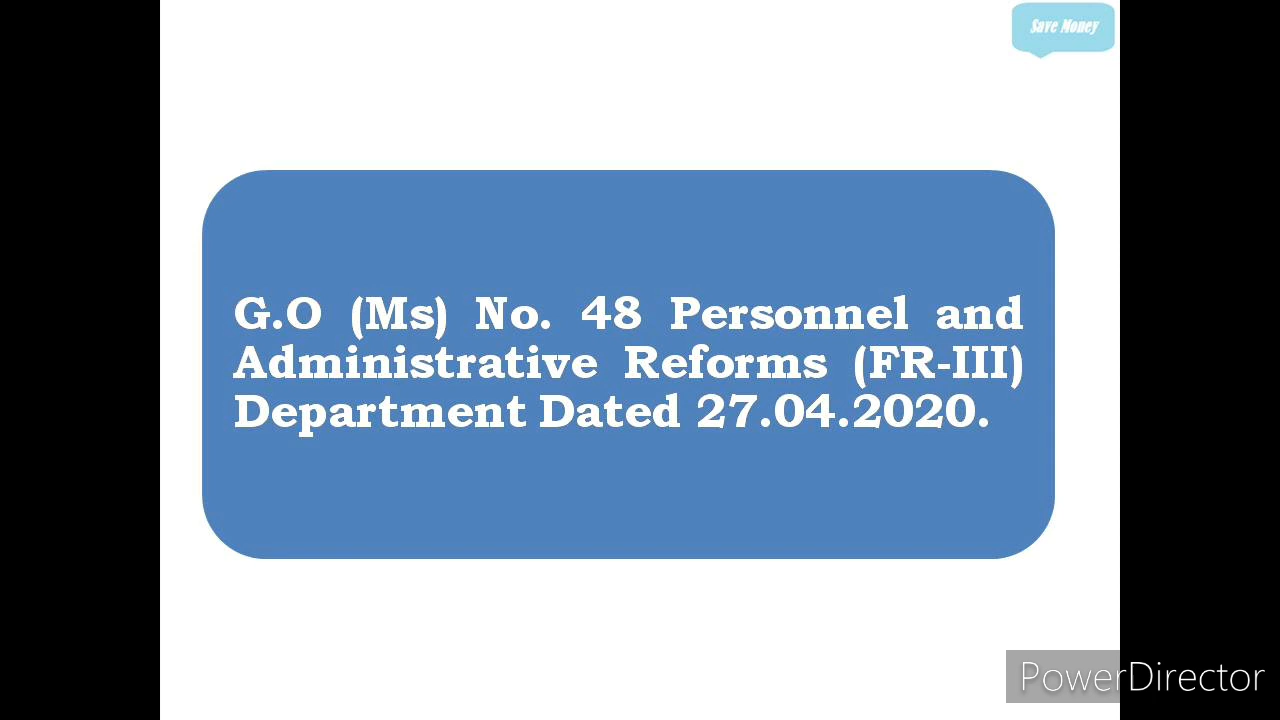 Save Money
G.O (Ms) No. 48 Personnel and
Administrative Reforms (FR-III)
Department Dated 27.04.2020.
PowerDirector